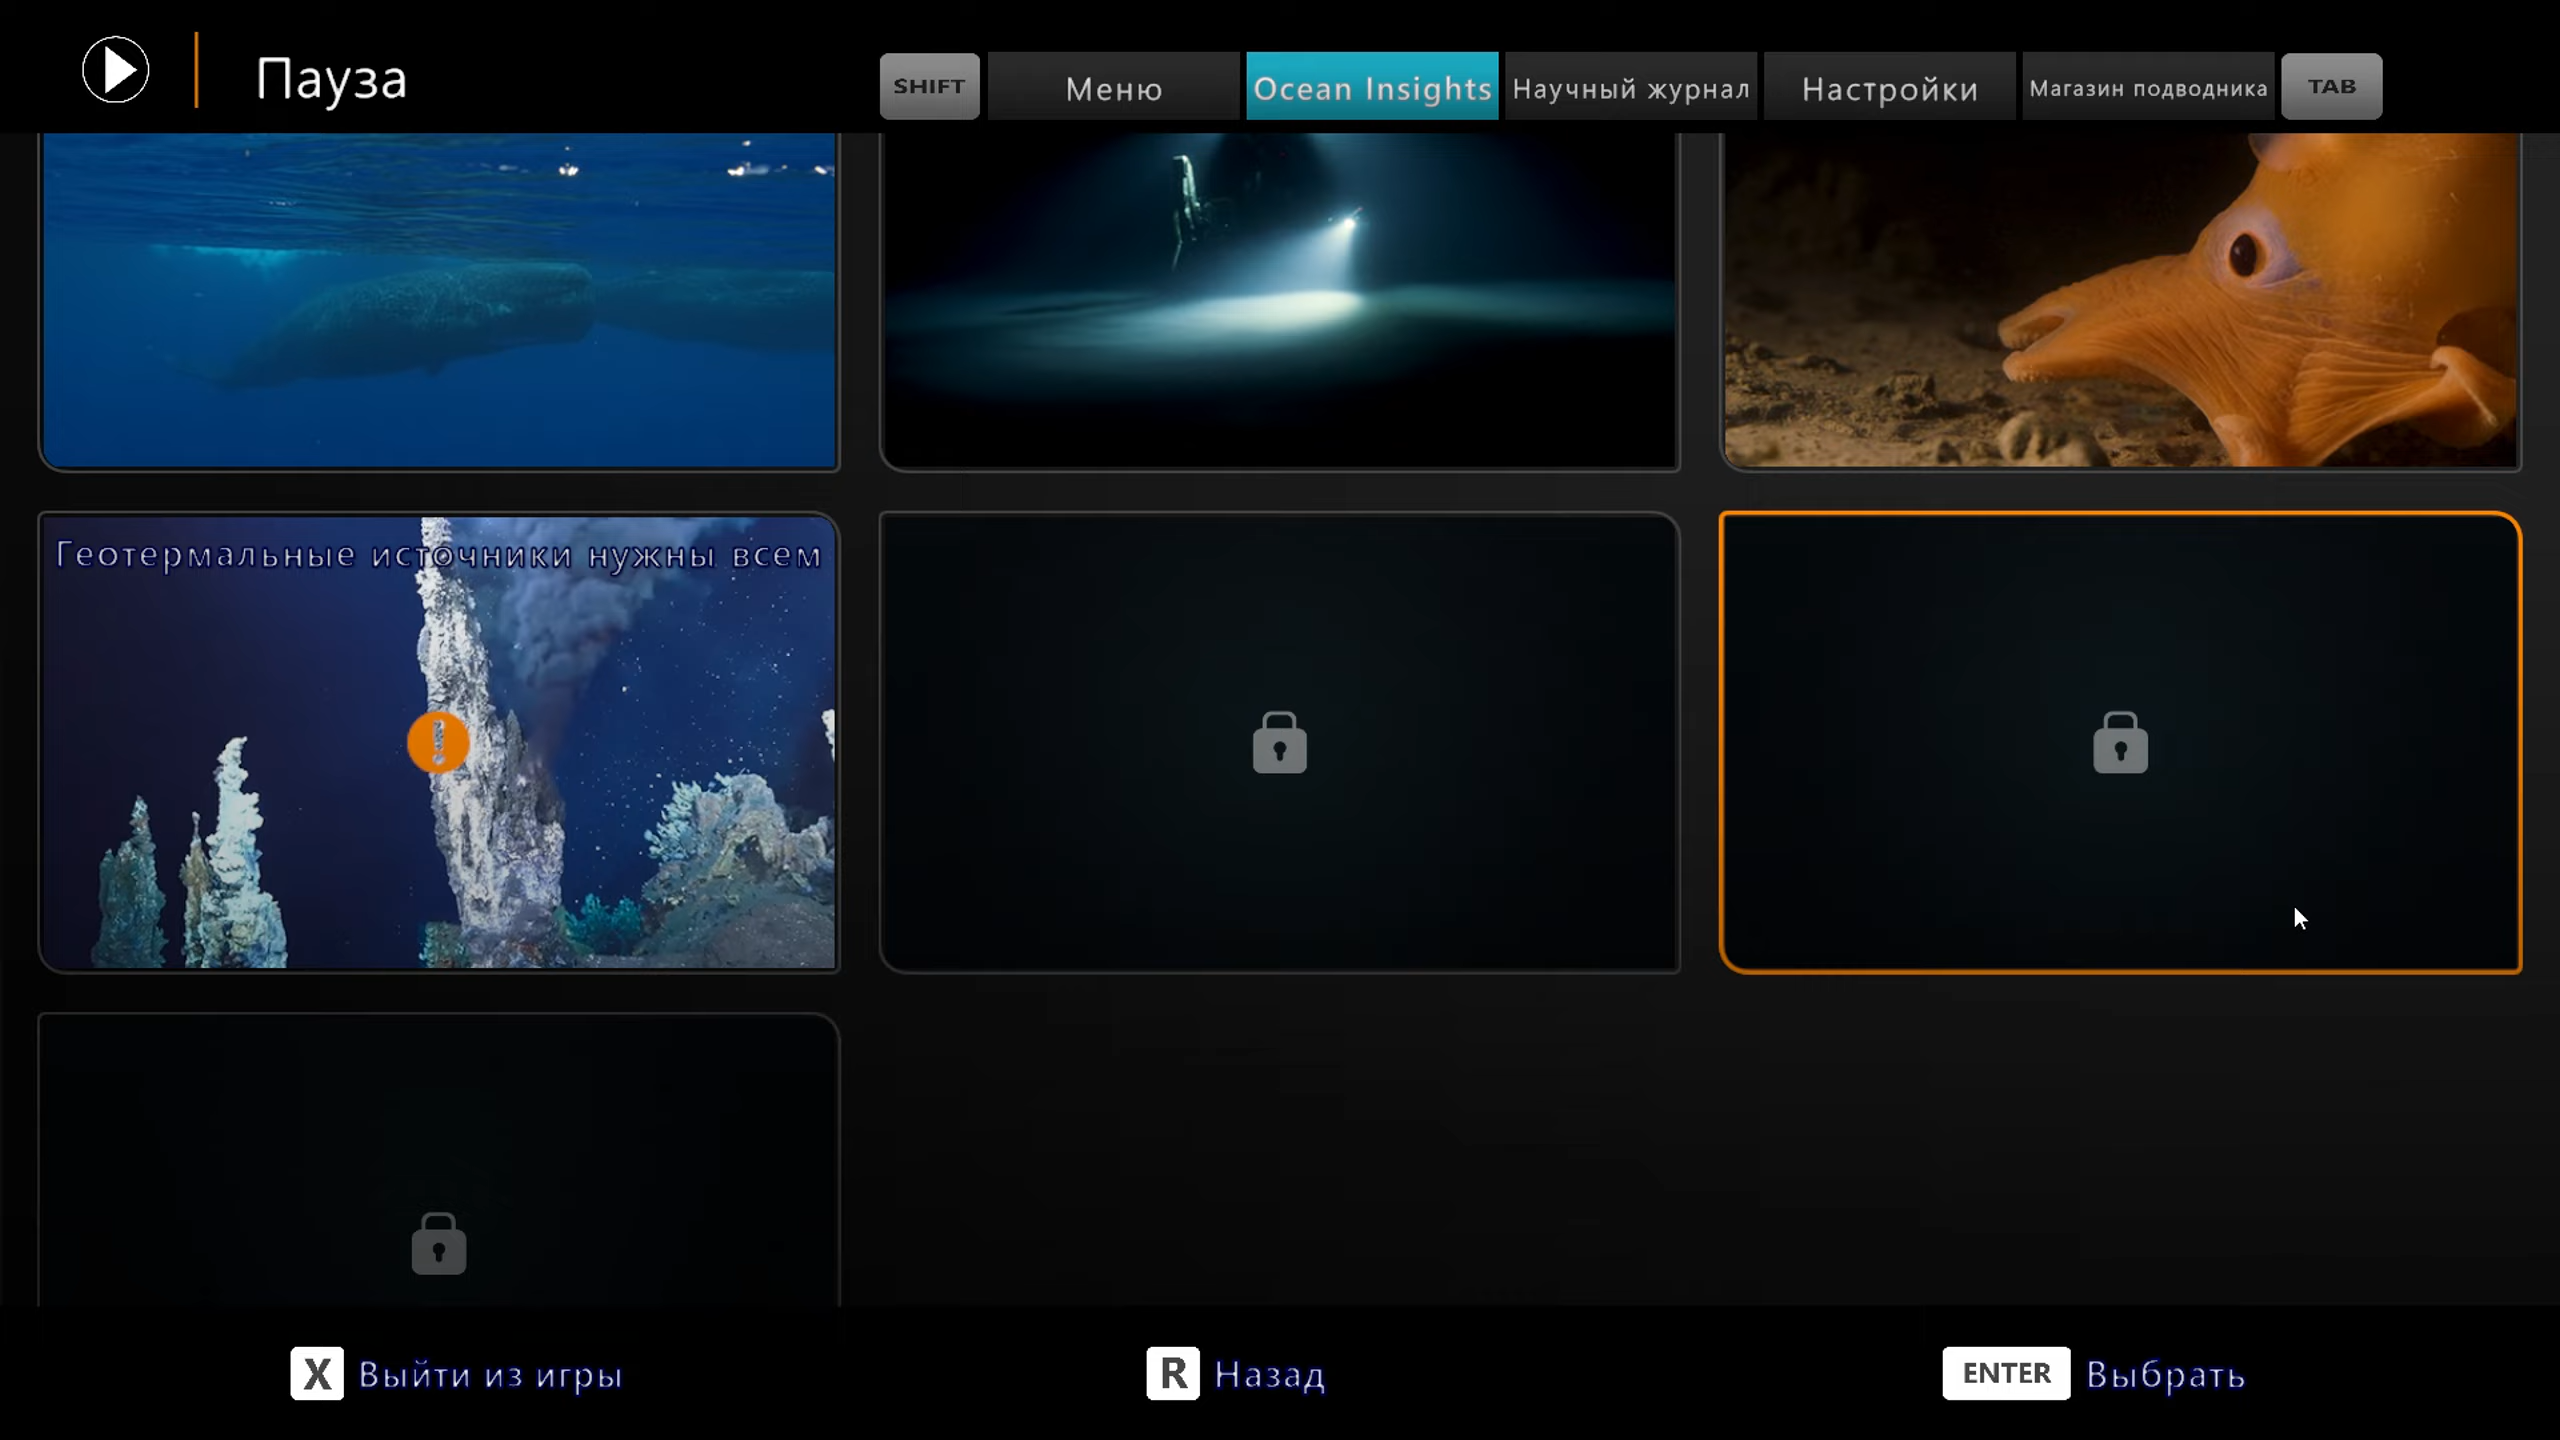 Пауза
SHIFT
Меню
Ocean Insights
Научный журнал
Настройки
Магазин подводника
TAB
Геотермальные источники нужны всем
X Выйти из игры
R Назад
ENTER Выбрать